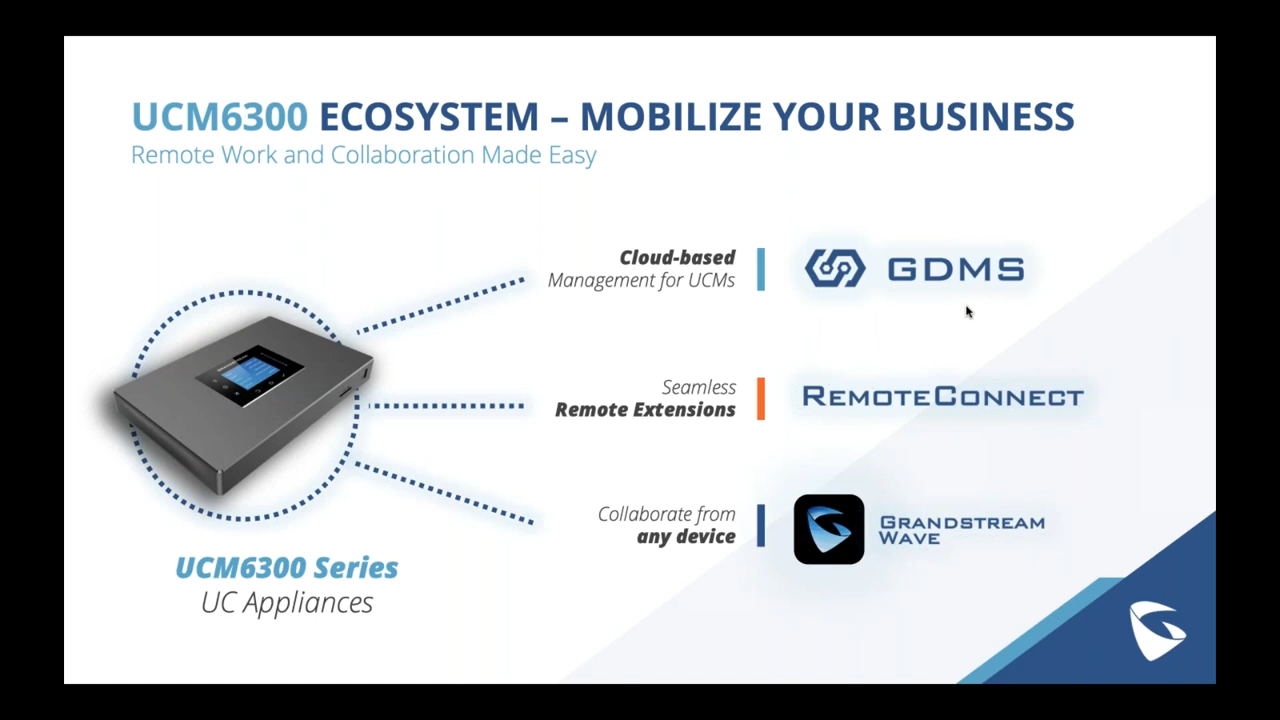 UCM6300 ECOSYSTEM – MOBILIZE YOUR BUSINESS
Remote Work and Collaboration Made Easy
Cloud-based
Management for UCMs
GDMS
Seamless
Remote Extensions
REMOTECONNECT
Collaborate from
any device
GRANDSTREAM
WAVE
UCM6300 Series
UC Appliances